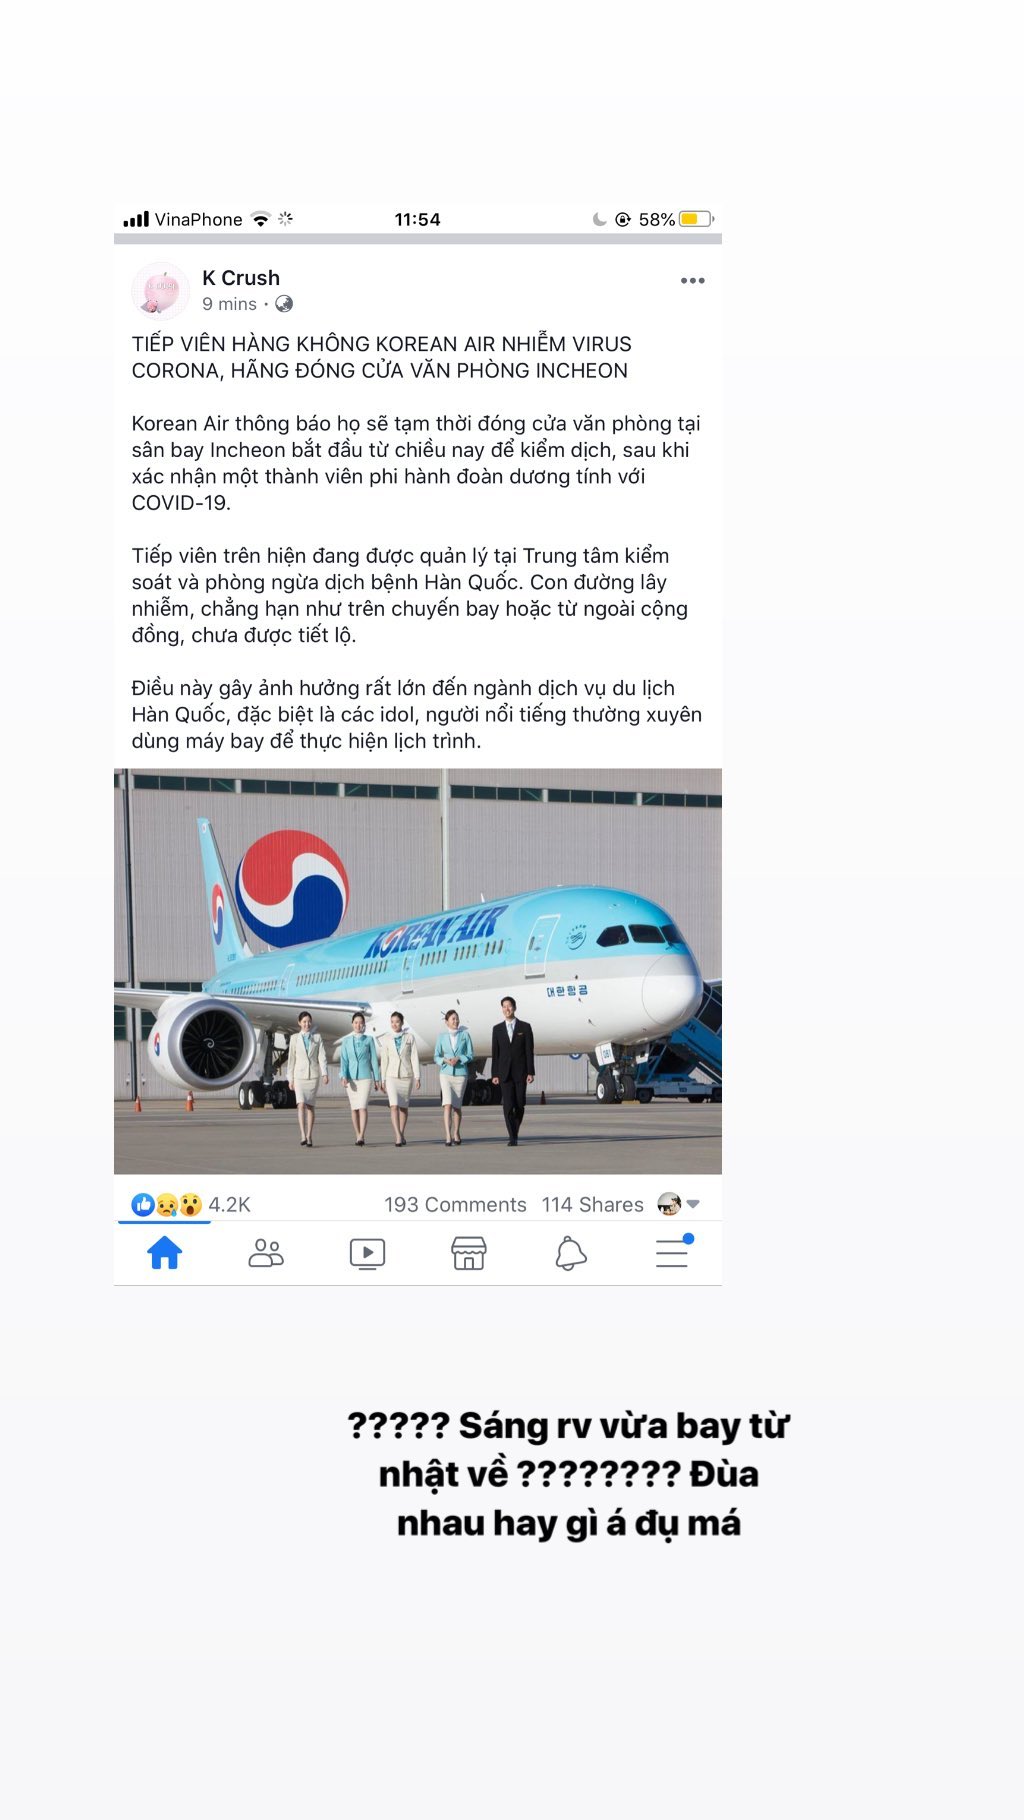 VinaPhone 11:54 58%
K Crush
9 mins ·
TIẾP VIÊN HÀNG KHÔNG KOREAN AIR NHIỄM VIRUS
CORONA, HÃNG ĐÓNG CỬA VĂN PHÒNG INCHEON
Korean Air thông báo họ sẽ tạm thời đóng cửa văn phòng tại
sân bay Incheon bắt đầu từ chiều nay để kiểm dịch, sau khi
xác nhận một thành viên phi hành đoàn dương tính với
COVID-19.
Tiếp viên trên hiện đang được quản lý tại Trung tâm kiểm
soát và phòng ngừa dịch bệnh Hàn Quốc. Con đường lây
nhiễm, chẳng hạn như trên chuyến bay hoặc từ ngoài cộng
đồng, chưa được tiết lộ.
Điều này gây ảnh hưởng rất lớn đến ngành dịch vụ du lịch
Hàn Quốc, đặc biệt là các idol, người nổi tiếng thường xuyên
dùng máy bay để thực hiện lịch trình.
KOREAN AIR
대한항공
4.2K 193 Comments 114 Shares
????? Sáng rv vừa bay từ
nhật về ???????? Đùa
nhau hay gì á đụ má